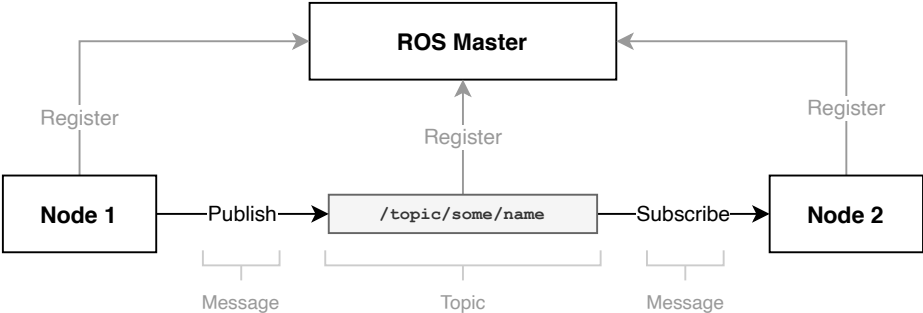 ROS Master
Register
Register
Register
Node 1
Publish
/topic/some/name
Subscribe
Node 2
Message
Topic
Message